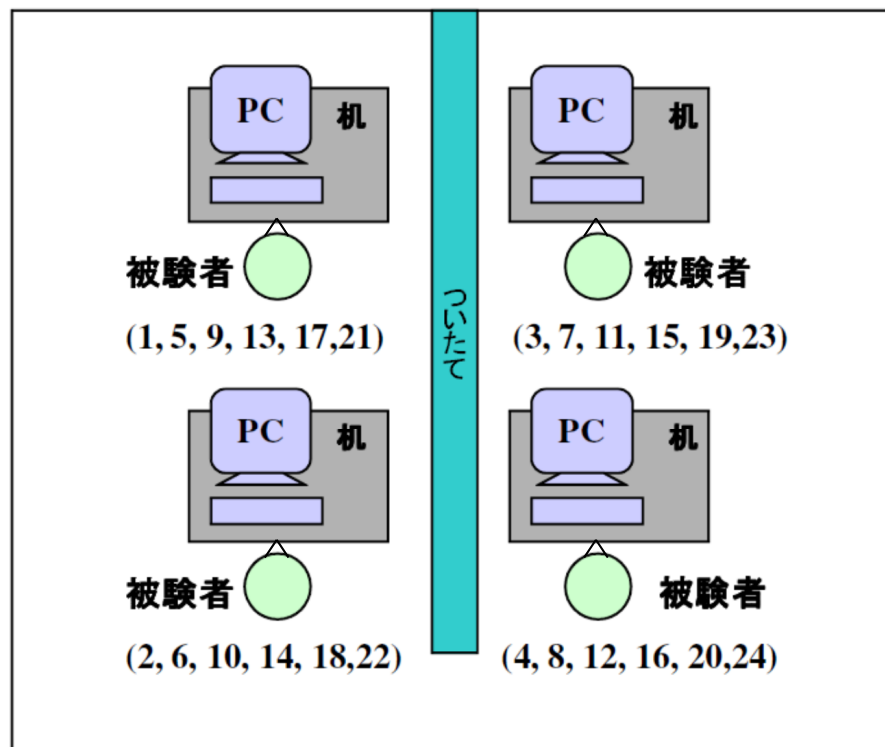 PC 机
被験者
(1, 5, 9, 13, 17,21)
PC 机
被験者
(3, 7, 11, 15, 19,23)
ついたて
PC 机
被験者
(2, 6, 10, 14, 18,22)
PC 机
被験者
(4, 8, 12, 16, 20,24)